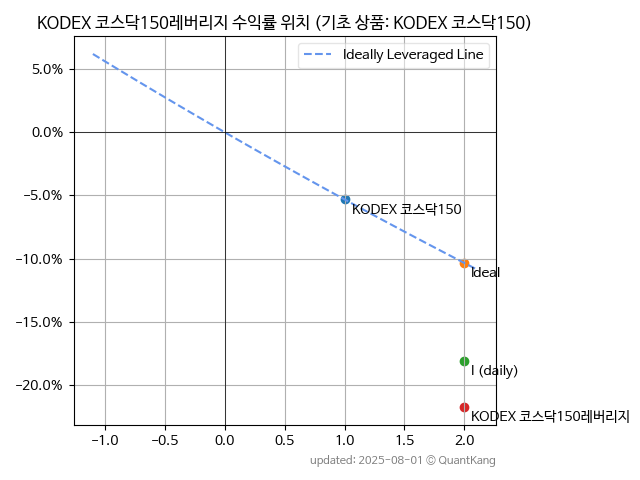 KODEX 코스닥150레버리지 수익률 위치 (기초 상품: KODEX 코스닥150)
Ideally Leveraged Line
5.0%
0.0%
−5.0%
−10.0%
−15.0%
−20.0%
KODEX 코스닥150
Ideal
I (daily)
KODEX 코스닥150레버리지
−1.0 −0.5 0.0 0.5 1.0 1.5 2.0
updated: 2025-08-01 © QuantKang